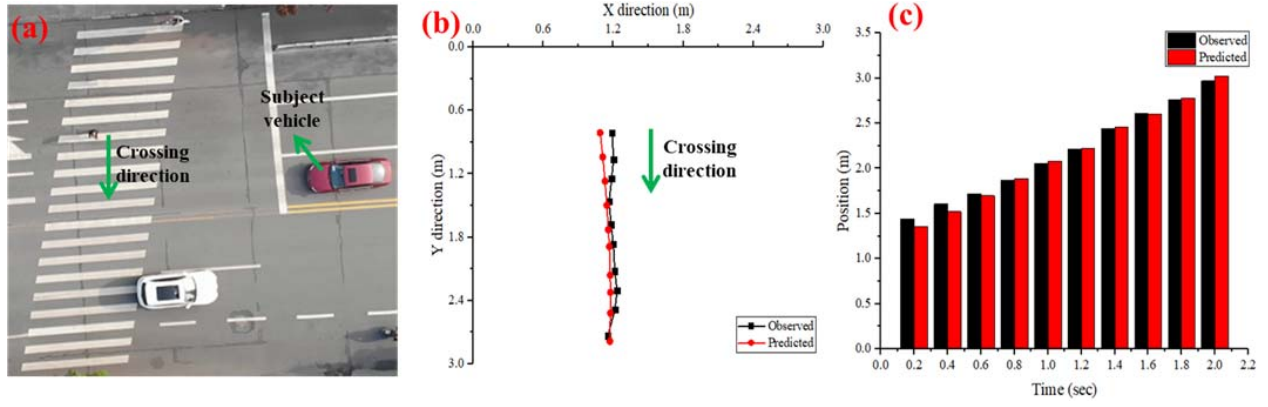 (a)
Subject
vehicle
Crossing
direction
(b)
X direction (m)
0.0 0.6 1.2 1.8 2.4 3.0
Y direction (m)
0.0
0.6
1.2
1.8
2.4
3.0
Crossing
direction
Observed
Predicted
(c)
Observed
Predicted
Position (m)
3.5
3.0
2.5
2.0
1.5
1.0
0.5
0.0
0.0 0.2 0.4 0.6 0.8 1.0 1.2 1.4 1.6 1.8 2.0 2.2
Time (sec)